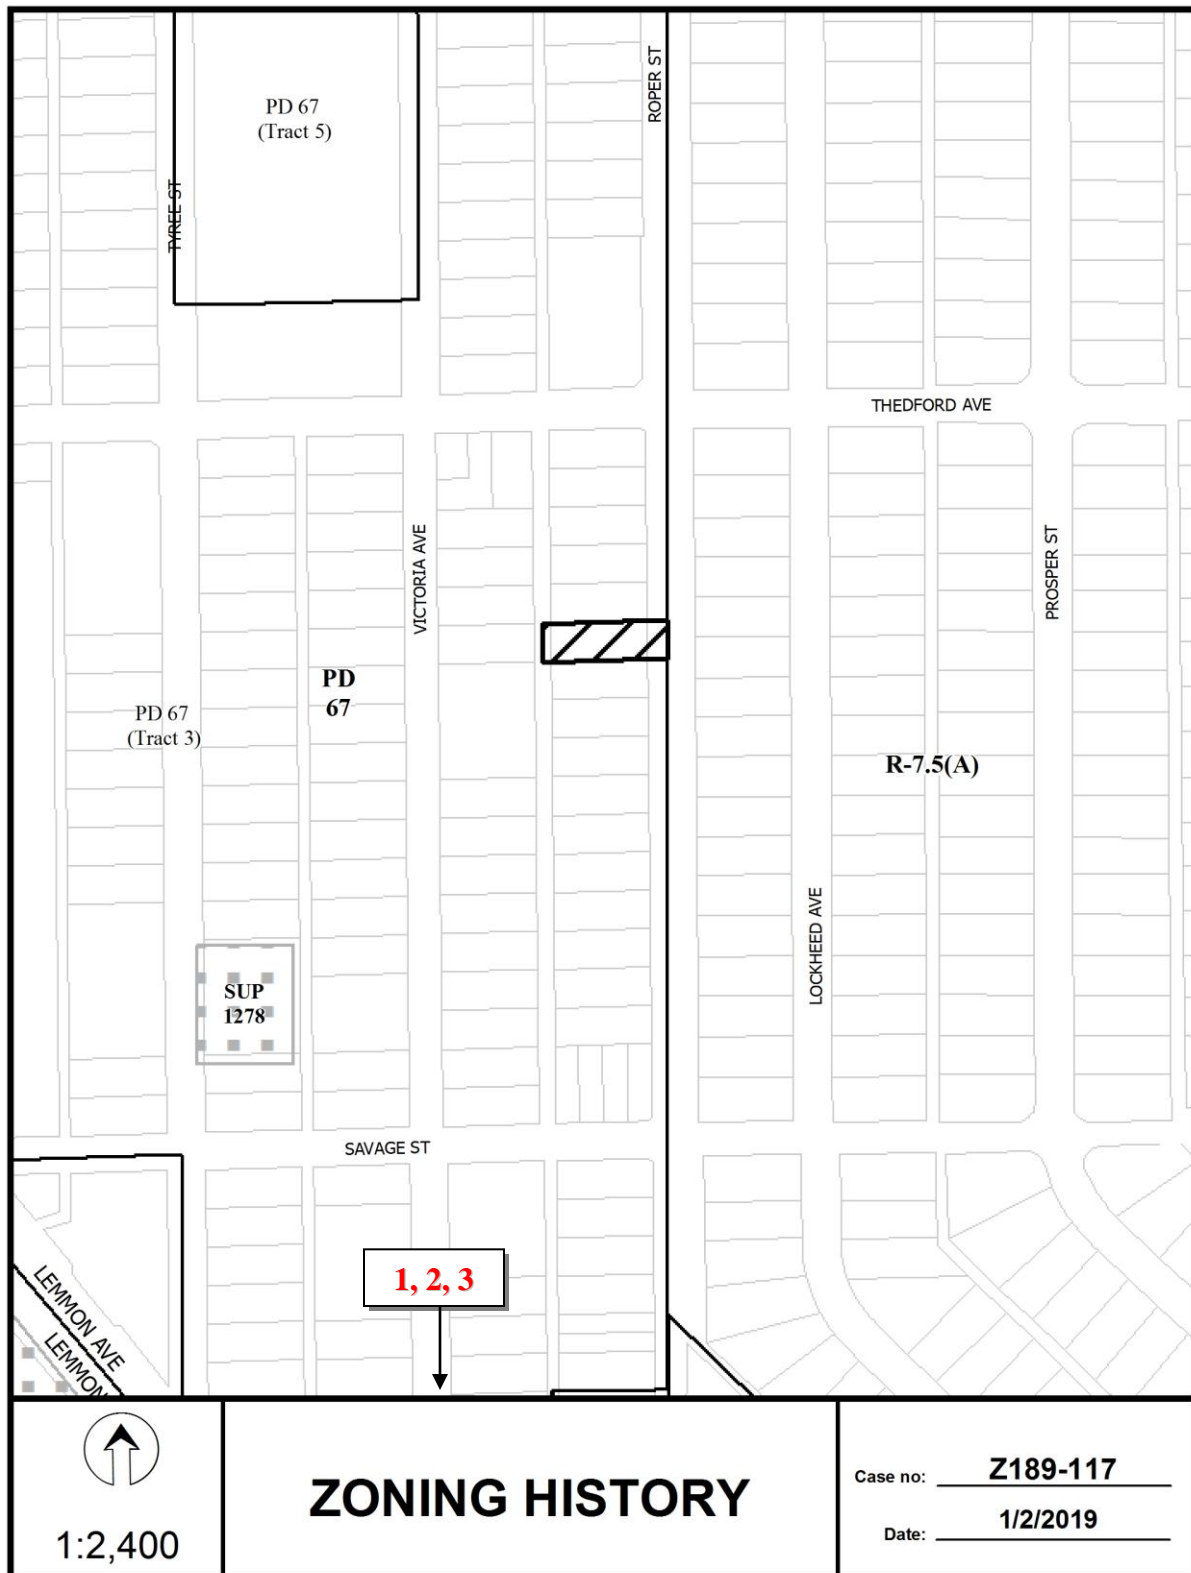 ROPER ST
PD 67
(Tract 5)
TYREE ST
THEDFORD AVE
VICTORIA AVE
PROSPER ST
PD
67
PD 67
(Tract 3)
R-7.5(A)
LOCKHEED AVE
SUP
1278
SAVAGE ST
1, 2, 3
LEMMON AVE
LEMMON
1:2,400
ZONING HISTORY
Case no: Z189-117
Date: 1/2/2019